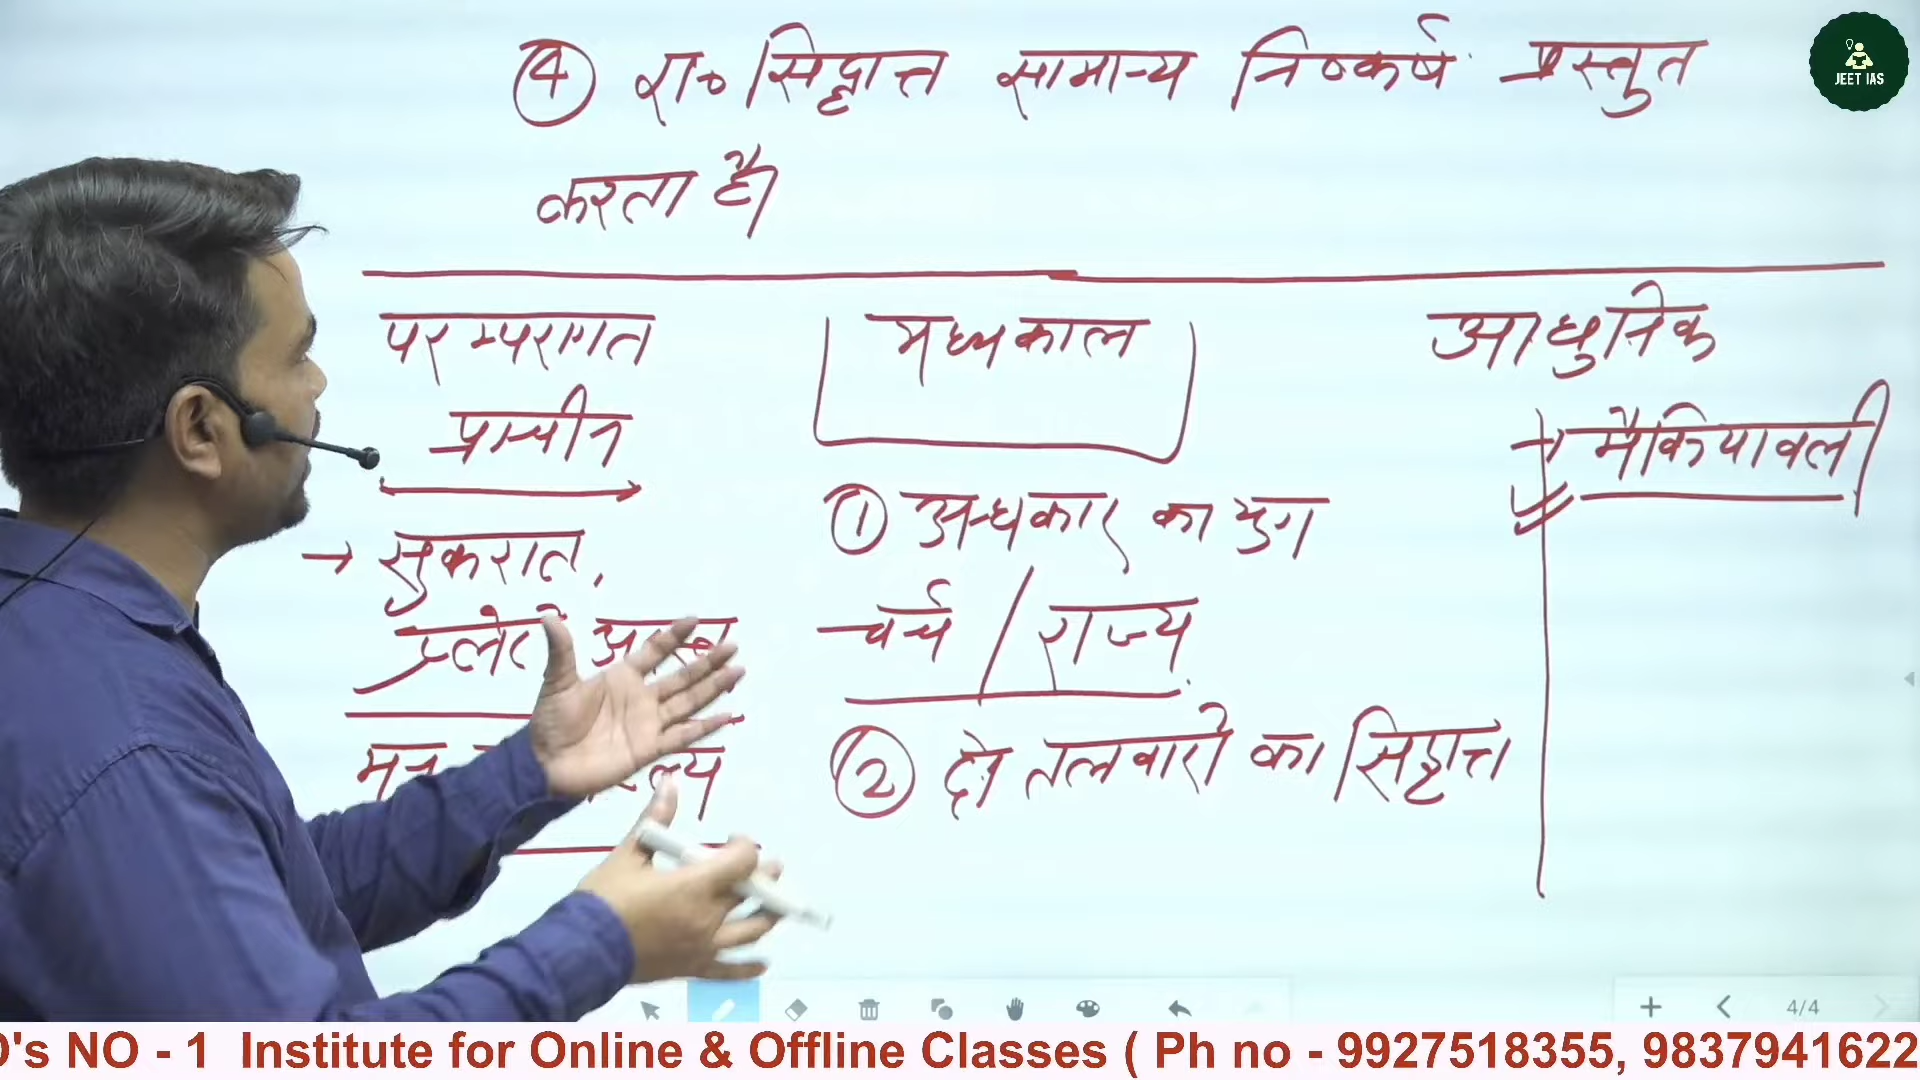 ④ रा० सिद्धान्त सामान्य निष्कर्ष प्रस्तुत
करता है।
JEET IAS
परम्परागत
प्राचीन
→ सुकरात,
प्लेटो
मध्यकाल
① अन्धकार का युग
चर्च / राज्य
② दो तलवारो का सिद्धान्त
आधुनिक
→ मैकियावली
4/4
's NO - 1 Institute for Online & Offline Classes ( Ph no - 9927518355, 9837941622